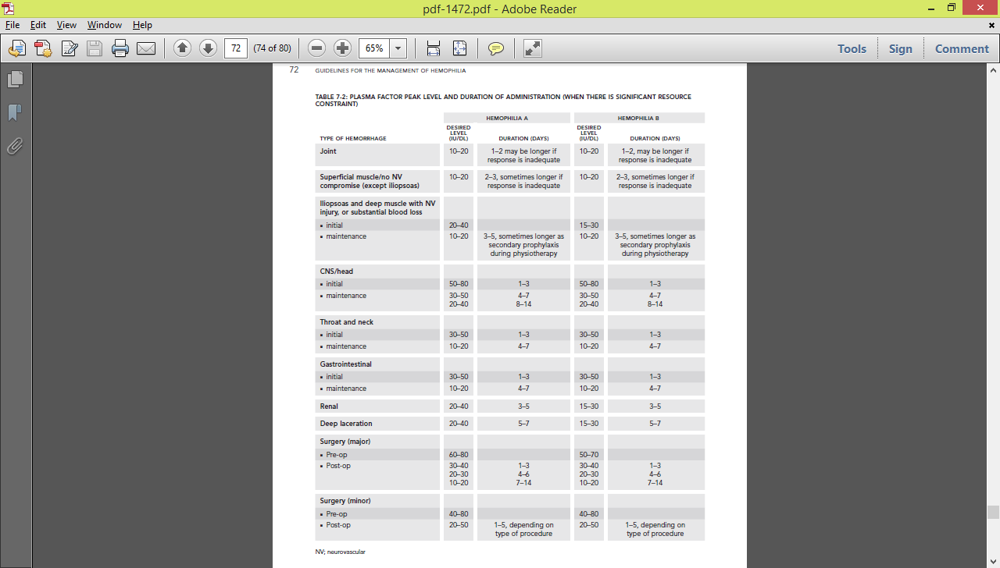 pdf-1472.pdf - Adobe Reader
File Edit View Window Help
72 (74 of 80) 65% Tools Sign Comment
72 GUIDELINES FOR THE MANAGEMENT OF HEMOPHILIA
TABLE 7-2: PLASMA FACTOR PEAK LEVEL AND DURATION OF ADMINISTRATION (WHEN THERE IS SIGNIFICANT RESOURCE
CONSTRAINT)
HEMOPHILIA A HEMOPHILIA B
TYPE OF HEMORRHAGE DESIRED LEVEL (IU/DL) DURATION (DAYS) DESIRED LEVEL (IU/DL) DURATION (DAYS)
Joint 10–20 1–2 may be longer if 10–20 1–2, may be longer if
response is inadequate response is inadequate
Superficial muscle/no NV 10–20 2–3, sometimes longer if 10–20 2–3, sometimes longer if
compromise (except iliopsoas) response is inadequate response is inadequate
Iliopsoas and deep muscle with NV
injury, or substantial blood loss
▪ initial 20–40 15–30
▪ maintenance 10–20 3–5, sometimes longer as 10–20 3–5, sometimes longer as
secondary prophylaxis secondary prophylaxis
during physiotherapy during physiotherapy
CNS/head
▪ initial 50–80 1–3 50–80 1–3
▪ maintenance 30–50 4–7 30–50 4–7
20–40 8–14 20–40 8–14
Throat and neck
▪ initial 30–50 1–3 30–50 1–3
▪ maintenance 10–20 4–7 10–20 4–7
Gastrointestinal
▪ initial 30–50 1–3 30–50 1–3
▪ maintenance 10–20 4–7 10–20 4–7
Renal 20–40 3–5 15–30 3–5
Deep laceration 20–40 5–7 15–30 5–7
Surgery (major)
▪ Pre-op 60–80 50–70
▪ Post-op 30–40 1–3 30–40 1–3
20–30 4–6 20–30 4–6
10–20 7–14 10–20 7–14
Surgery (minor)
▪ Pre-op 40–80 40–80
▪ Post-op 20–50 1–5, depending on 20–50 1–5, depending on
type of procedure type of procedure
NV; neurovascular